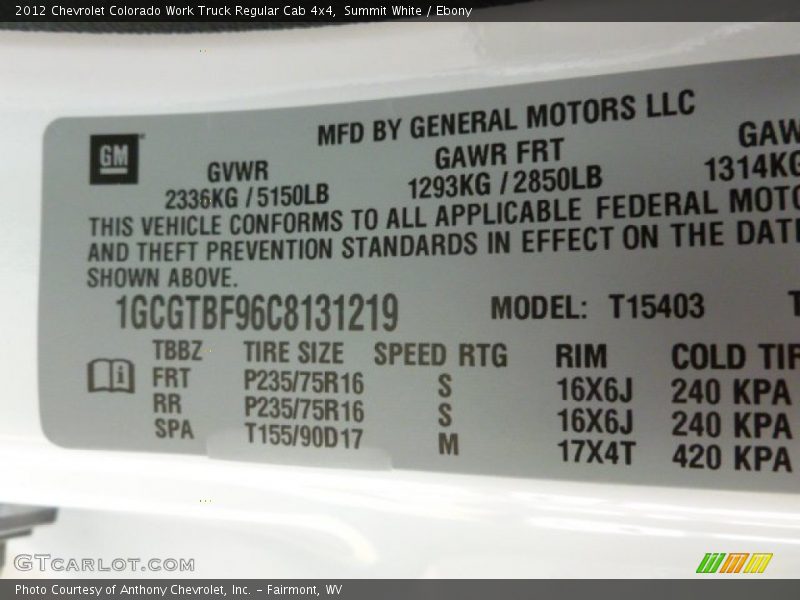 2012 Chevrolet Colorado Work Truck Regular Cab 4x4, Summit White / Ebony
MFD BY GENERAL MOTORS LLC
GM
GVWR GAWR FRT GAW
2336KG / 5150LB 1293KG / 2850LB 1314KG
THIS VEHICLE CONFORMS TO ALL APPLICABLE FEDERAL MOTO
AND THEFT PREVENTION STANDARDS IN EFFECT ON THE DATE
SHOWN ABOVE.
1GCGTBF96C8131219 MODEL: T15403 T
TBBZ TIRE SIZE SPEED RTG RIM COLD TIR
FRT P235/75R16 S 16X6J 240 KPA
RR P235/75R16 S 16X6J 240 KPA
SPA T155/90D17 M 17X4T 420 KPA
GTCARLOT.COM
Photo Courtesy of Anthony Chevrolet, Inc. - Fairmont, WV